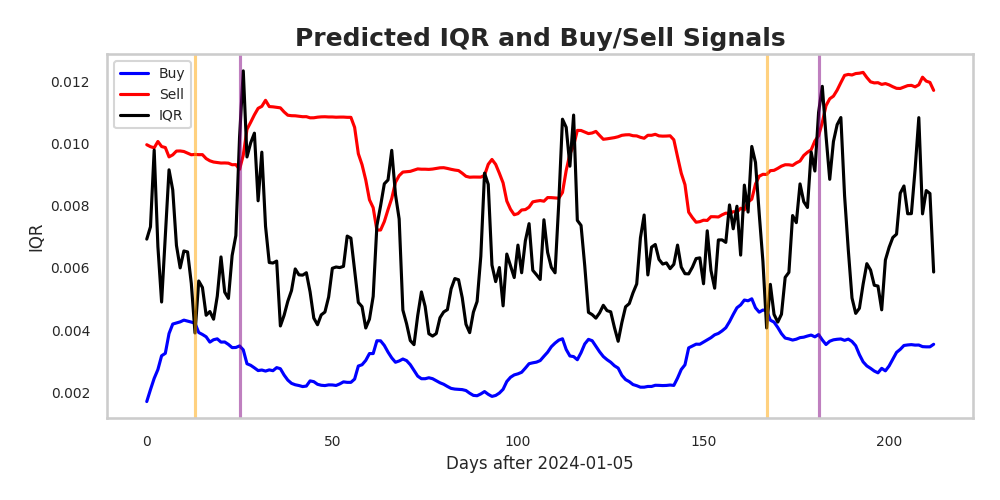 Predicted IQR and Buy/Sell Signals
Buy
Sell
IQR
0.012
0.010
0.008
0.006
0.004
0.002
IQR
0 50 100 150 200
Days after 2024-01-05